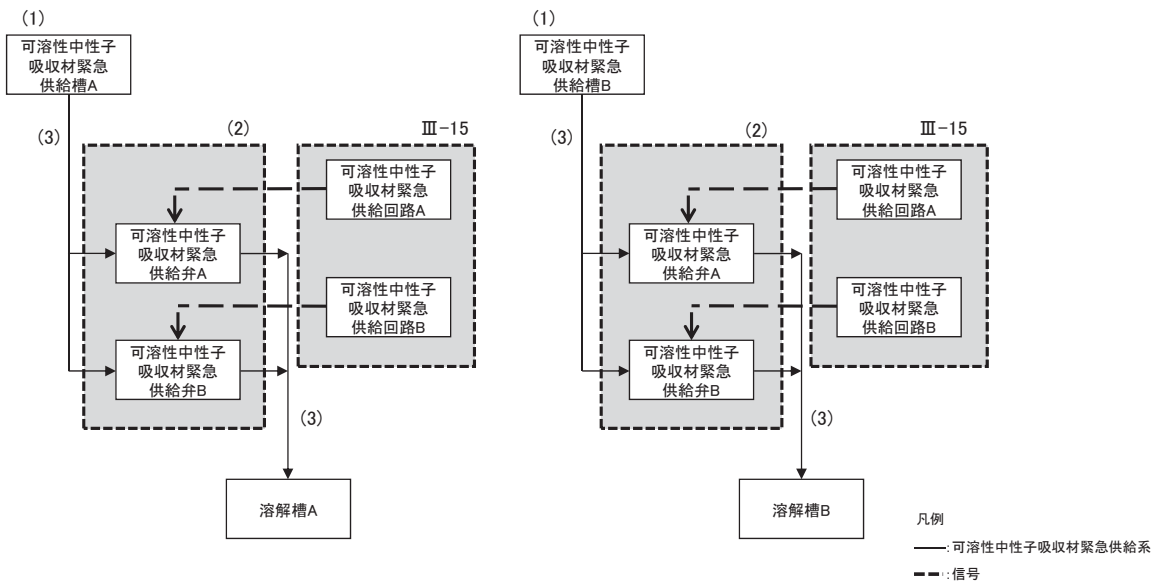 (1)
可溶性中性子
吸収材緊急
供給槽A
(3)
(2)
Ⅲ-15
可溶性中性子
吸収材緊急
供給回路A
可溶性中性子
吸収材緊急
供給弁A
可溶性中性子
吸収材緊急
供給回路B
可溶性中性子
吸収材緊急
供給弁B
(3)
溶解槽A
(1)
可溶性中性子
吸収材緊急
供給槽B
(3)
(2)
Ⅲ-15
可溶性中性子
吸収材緊急
供給回路A
可溶性中性子
吸収材緊急
供給弁A
可溶性中性子
吸収材緊急
供給回路B
可溶性中性子
吸収材緊急
供給弁B
(3)
溶解槽B
凡例
:可溶性中性子吸収材緊急供給系
:信号